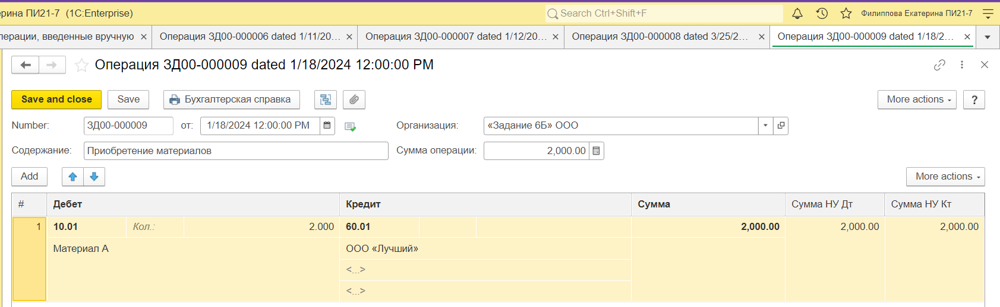 ерина ПИ21-7 (1C:Enterprise)
Search Ctrl+Shift+F
Филиппова Екатерина ПИ21-7
перации, введенные вручную
Операция ЗД00-000006 dated 1/11/20...
Операция ЗД00-000007 dated 1/12/20...
Операция ЗД00-000008 dated 3/25/2...
Операция ЗД00-000009 dated 1/18/2...
Операция ЗД00-000009 dated 1/18/2024 12:00:00 PM
Save and close
Save
Бухгалтерская справка
More actions
?
Number: ЗД00-000009 от: 1/18/2024 12:00:00 PM
Организация: «Задание 6Б» ООО
Содержание: Приобретение материалов
Сумма операции: 2,000.00
Add
More actions
# Дебет Кредит Сумма Сумма НУ Дт Сумма НУ Кт
1 10.01 Кол.: 2.000 60.01 2,000.00 2,000.00 2,000.00
Материал А ООО «Лучший»
<...>
<...>